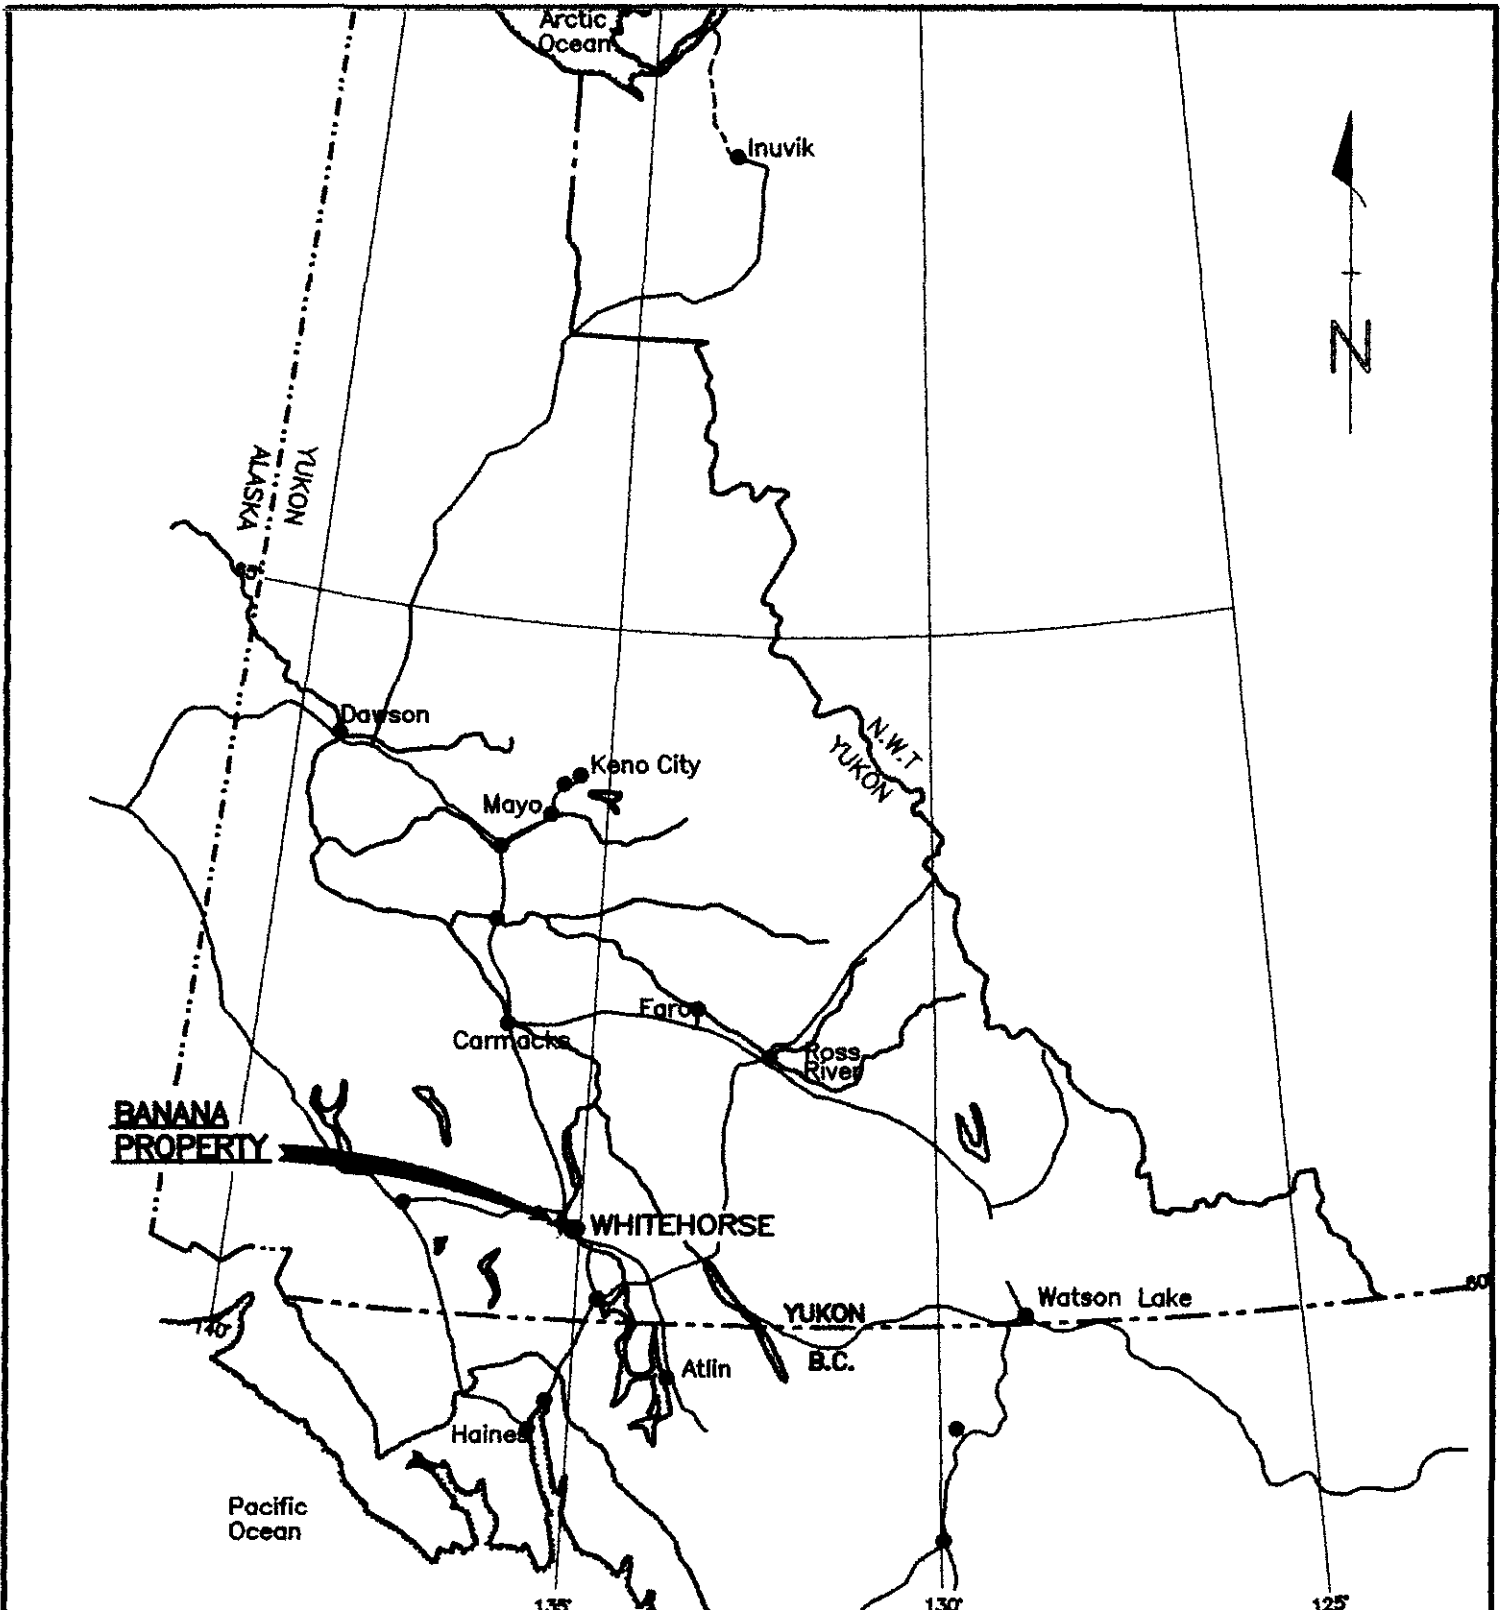 Arctic
Ocean
Inuvik
N
YUKON
ALASKA
Dawson
Keno City
Mayo
N.W.T
YUKON
Faro
Carmacks
Ross
River
BANANA
PROPERTY
WHITEHORSE
Watson Lake
60°
140°
YUKON
B.C.
Atlin
Haines
Pacific
Ocean
135°
130°
125°